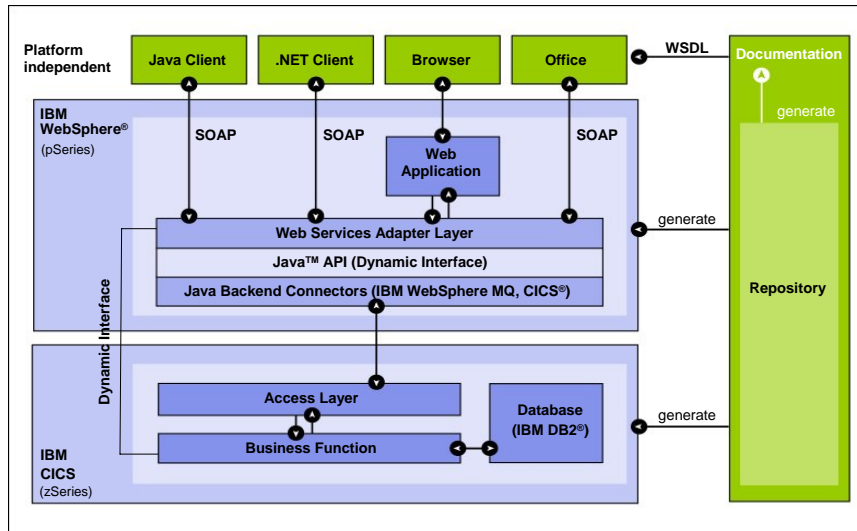 Platform
independent
Java Client
.NET Client
Browser
Office
WSDL
Documentation
generate
IBM
WebSphere®
(pSeries)
SOAP
SOAP
SOAP
Web
Application
Web Services Adapter Layer
Java™ API (Dynamic Interface)
Java Backend Connectors (IBM WebSphere MQ, CICS®)
generate
Repository
Dynamic Interface
IBM
CICS
(zSeries)
Access Layer
Business Function
Database
(IBM DB2®)
generate